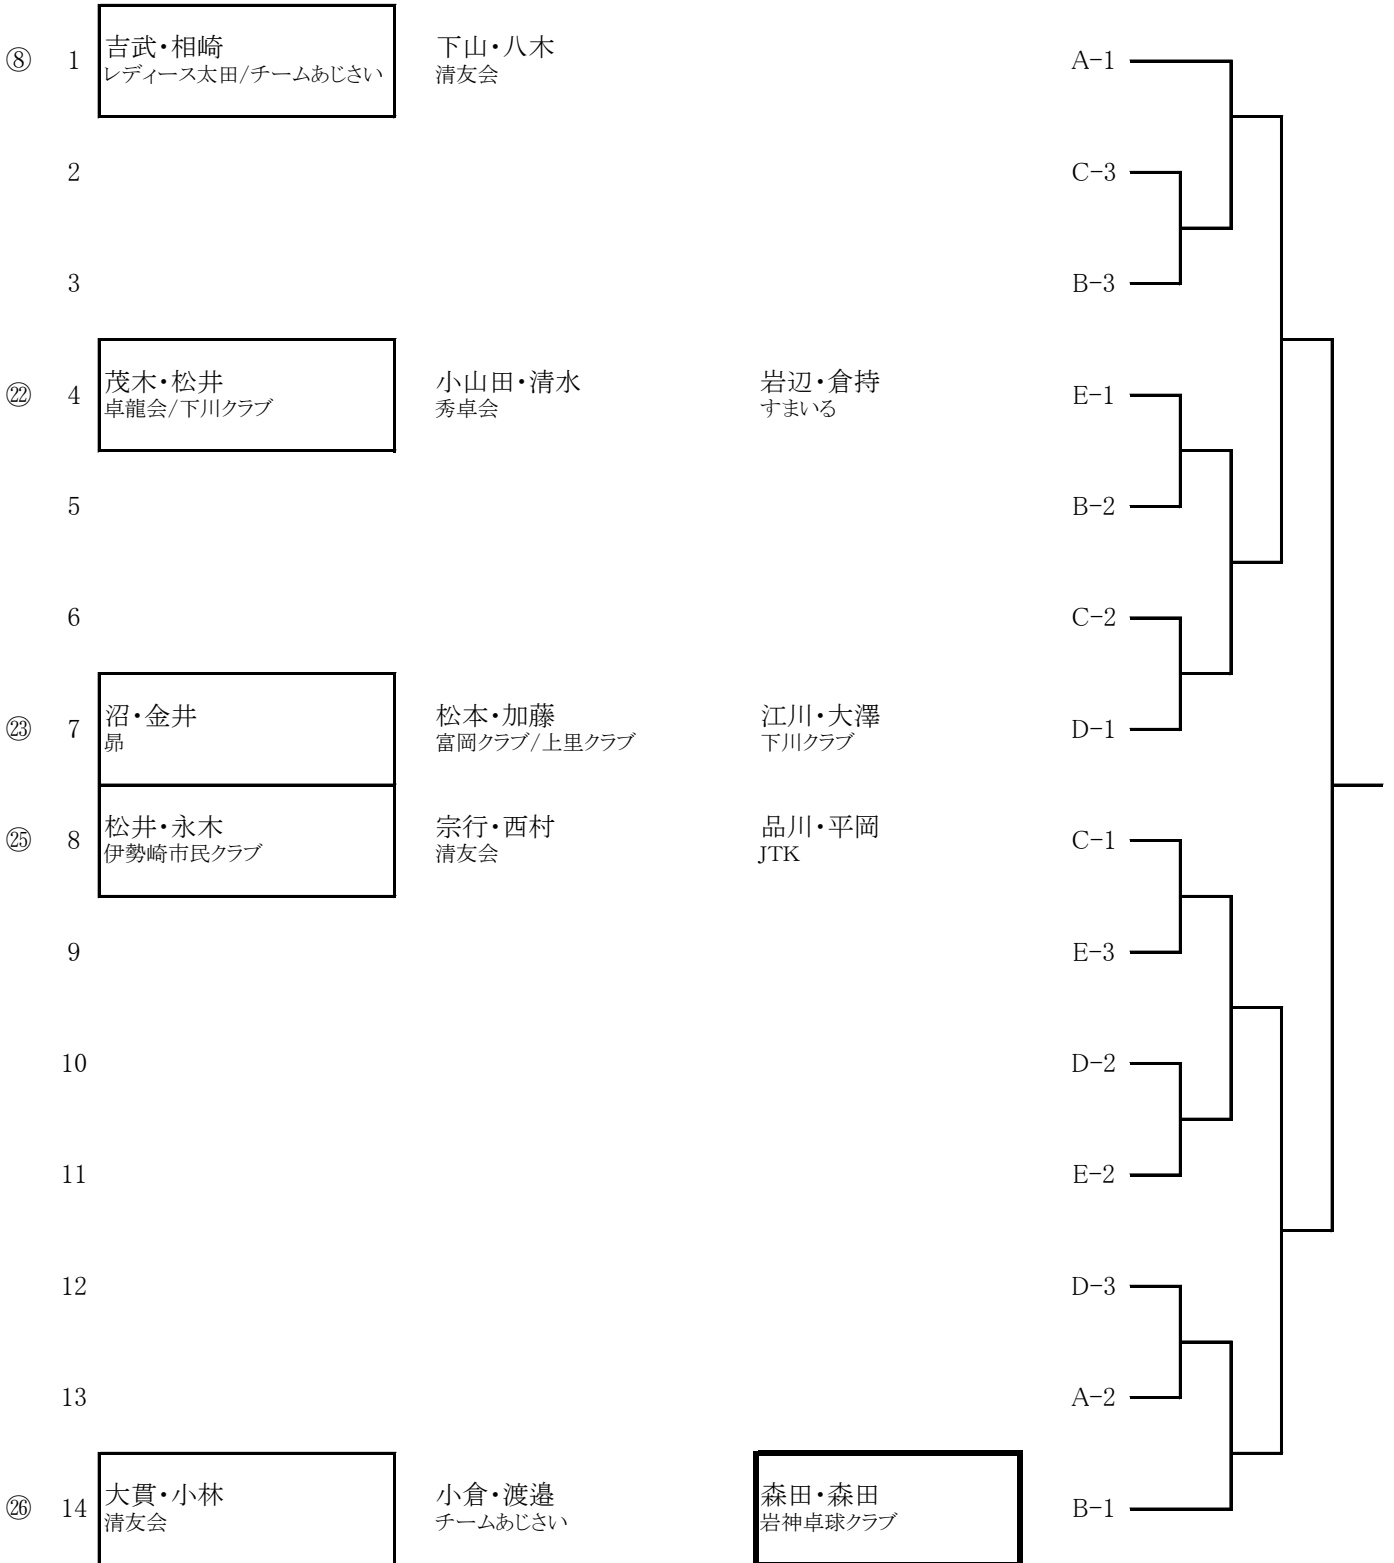 ⑧ 1 吉武・相崎 下山・八木 A-1
レディース太田/チームあじさい 清友会
2 C-3
3 B-3
㉒ 4 茂木・松井 小山田・清水 岩辺・倉持 E-1
卓龍会/下川クラブ 秀卓会 すまいる
5 B-2
6 C-2
㉓ 7 沼・金井 松本・加藤 江川・大澤 D-1
昴 富岡クラブ/上里クラブ 下川クラブ
㉕ 8 松井・永木 宗行・西村 品川・平岡 C-1
伊勢崎市民クラブ 清友会 JTK
9 E-3
10 D-2
11 E-2
12 D-3
13 A-2
㉖ 14 大貫・小林 小倉・渡邉 森田・森田 B-1
清友会 チームあじさい 岩神卓球クラブ